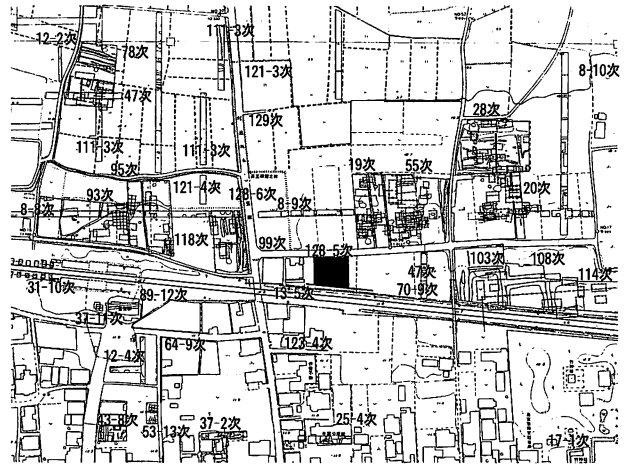 12-2次
78次
111-3次
121-3次
8-10次
47次
129次
28次
111-3次
111-3次
95次
19次
55次
93次
121-4次
128-6次
20次
8-9次
8-8次
118次
99次
128-5次
103次
108次
47次
114次
31-10次
89-12次
13-5次
70-9次
37-11次
64-9次
(123-4次
12-4次
43-8次
53-13次
37-2次
25-4次
17-1次